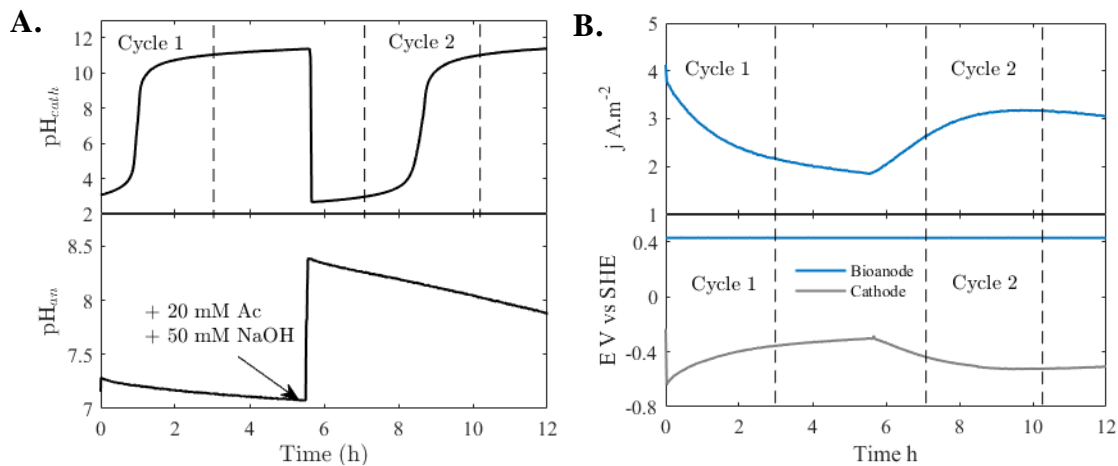 A.
Cycle 1
Cycle 2
pH_cath
12
10
8
6
4
2
pH_an
8.5
8
7.5
7
+ 20 mM Ac
+ 50 mM NaOH
0
2
4
6
8
10
12
Time (h)
B.
Cycle 1
Cycle 2
j A.m⁻²
5
4
3
2
1
E V vs SHE
0.4
0
-0.4
-0.8
Cycle 1
Bioanode
Cathode
Cycle 2
0
2
4
6
8
10
12
Time h